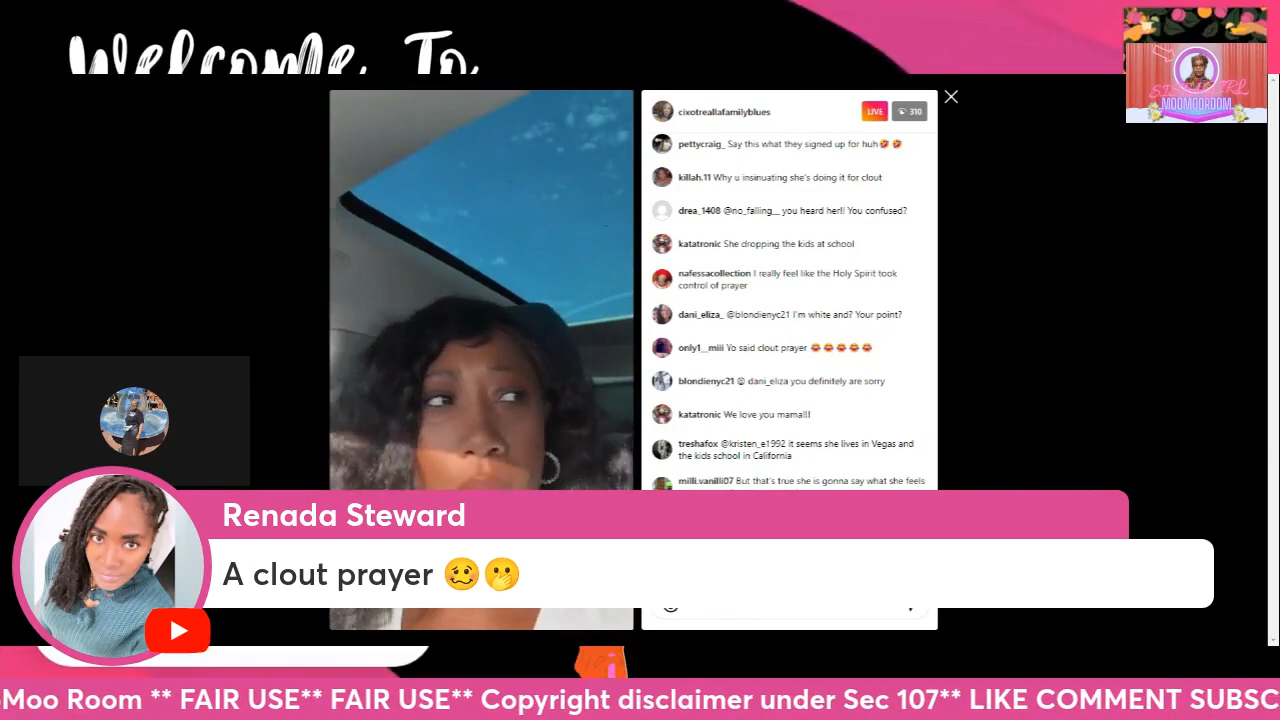 Welcome To
SISTAGIRL
MOOMOOROOM
cixotreallafamilyblues
LIVE
310
pettycraig_ Say this what they signed up for huh🤣 🤣
killah.11 Why u insinuating she's doing it for clout
drea_1408 @no_falling__ you heard her!! You confused?
katatronic She dropping the kids at school
nafessacollection I really feel like the Holy Spirit took
control of prayer
dani_eliza_ @blondienyc21 I'm white and? Your point?
only1__miii Yo said clout prayer 😂😂😂😂😂
blondienyc21 @ dani_eliza you definitely are sorry
katatronic We love you mama!!!
treshafox @kristen_e1992 it seems she lives in Vegas and
the kids school in California
milli.vanilli07 But that's true she is gonna say what she feels
Renada Steward
A clout prayer 🥴🤭
Moo Room ** FAIR USE** FAIR USE** Copyright disclaimer under Sec 107** LIKE COMMENT SUBSC